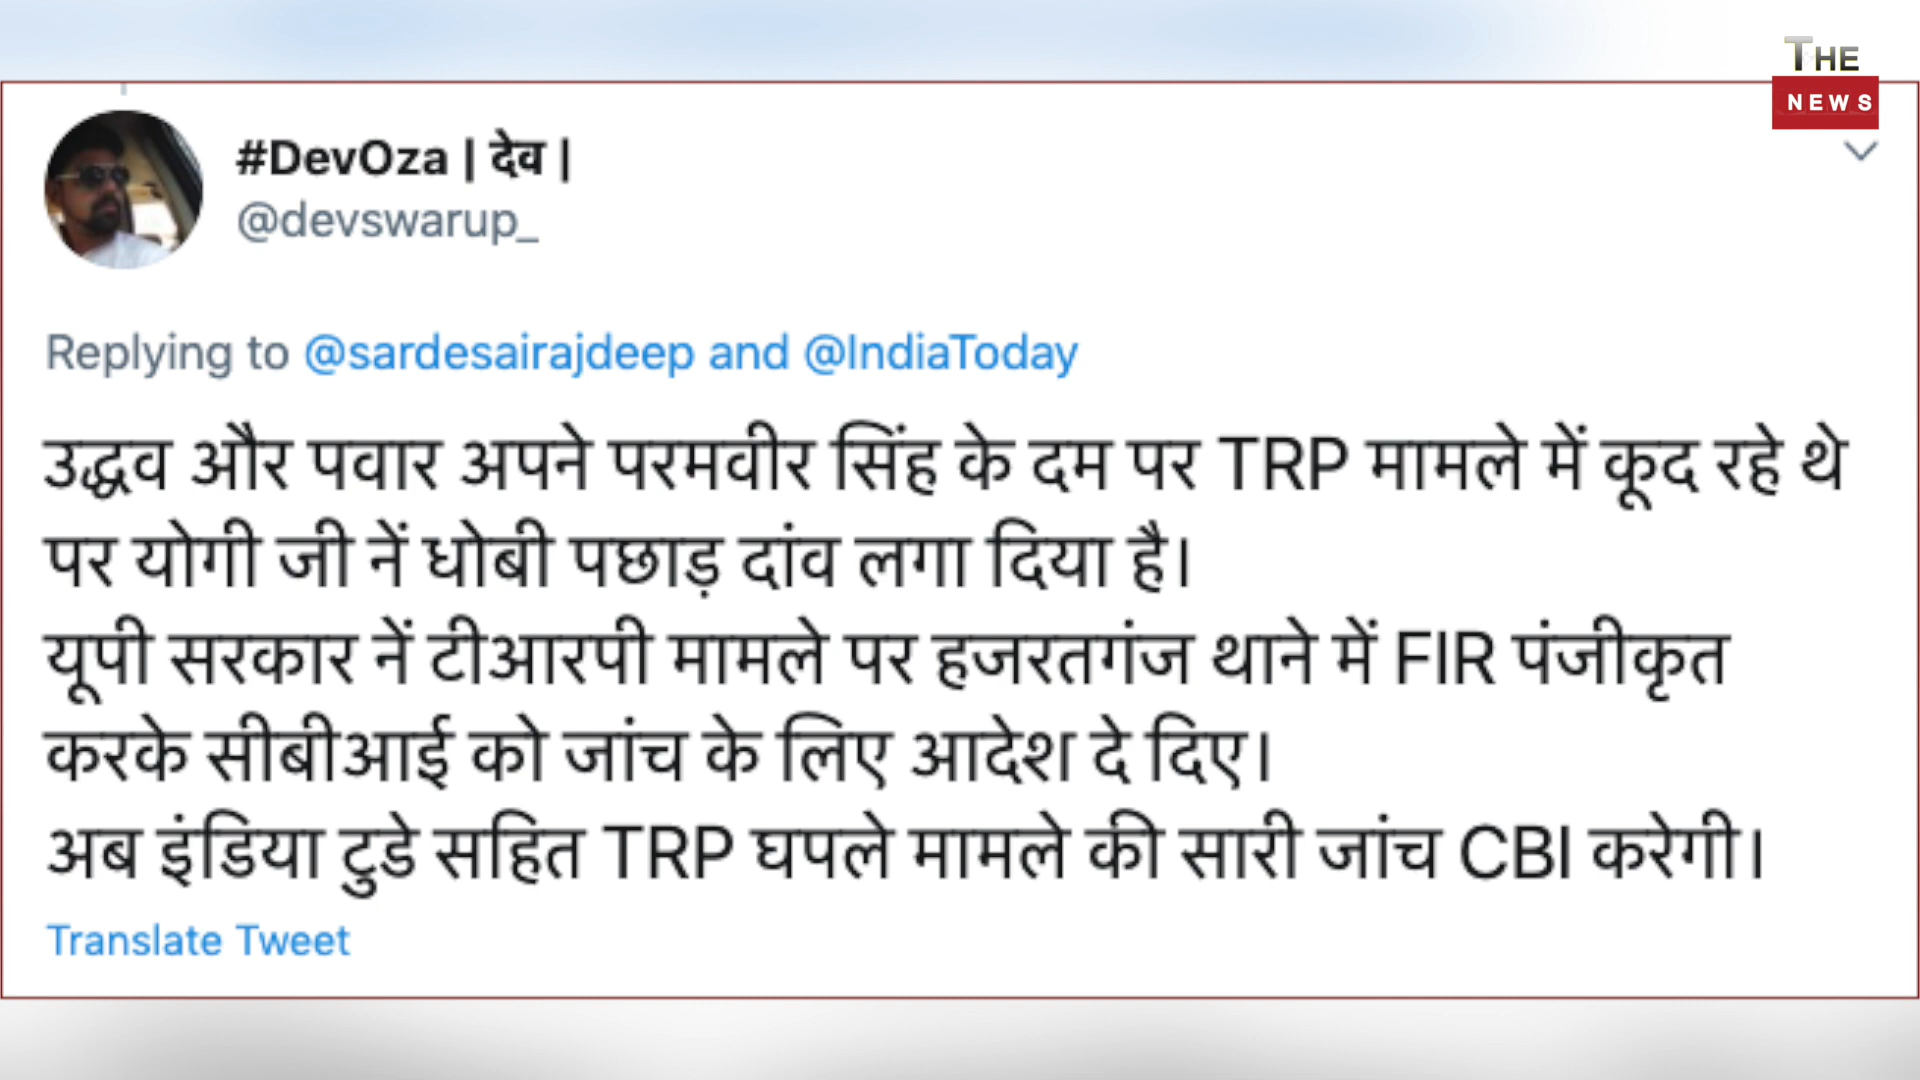 THE
NEWS
#DevOza | देव |
@devswarup_
Replying to @sardesairajdeep and @IndiaToday
उद्धव और पवार अपने परमवीर सिंह के दम पर TRP मामले में कूद रहे थे
पर योगी जी नें धोबी पछाड़ दांव लगा दिया है।
यूपी सरकार नें टीआरपी मामले पर हजरतगंज थाने में FIR पंजीकृत
करके सीबीआई को जांच के लिए आदेश दे दिए।
अब इंडिया टुडे सहित TRP घपले मामले की सारी जांच CBI करेगी।
Translate Tweet